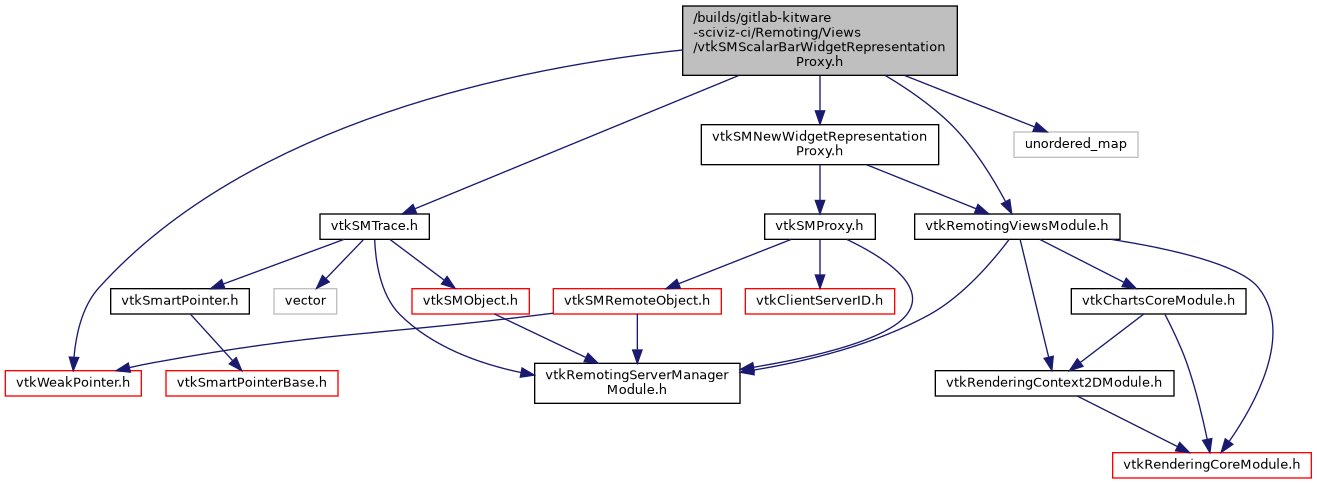 /builds/gitlab-kitware
-sciviz-ci/Remoting/Views
/vtkSMScalarBarWidgetRepresentation
Proxy.h
vtkSMNewWidgetRepresentation
Proxy.h
unordered_map
vtkSMTrace.h
vtkSMProxy.h
vtkRemotingViewsModule.h
vtkSmartPointer.h
vector
vtkSMObject.h
vtkSMRemoteObject.h
vtkClientServerID.h
vtkChartsCoreModule.h
vtkWeakPointer.h
vtkSmartPointerBase.h
vtkRemotingServerManager
Module.h
vtkRenderingContext2DModule.h
vtkRenderingCoreModule.h